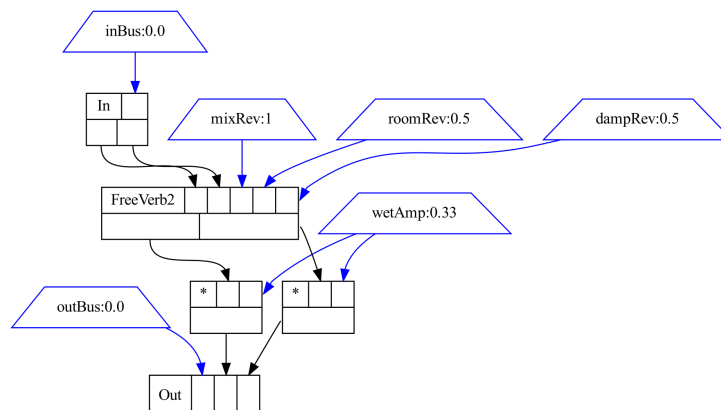 inBus:0.0
In
mixRev:1
roomRev:0.5
dampRev:0.5
FreeVerb2
wetAmp:0.33
*
*
outBus:0.0
Out